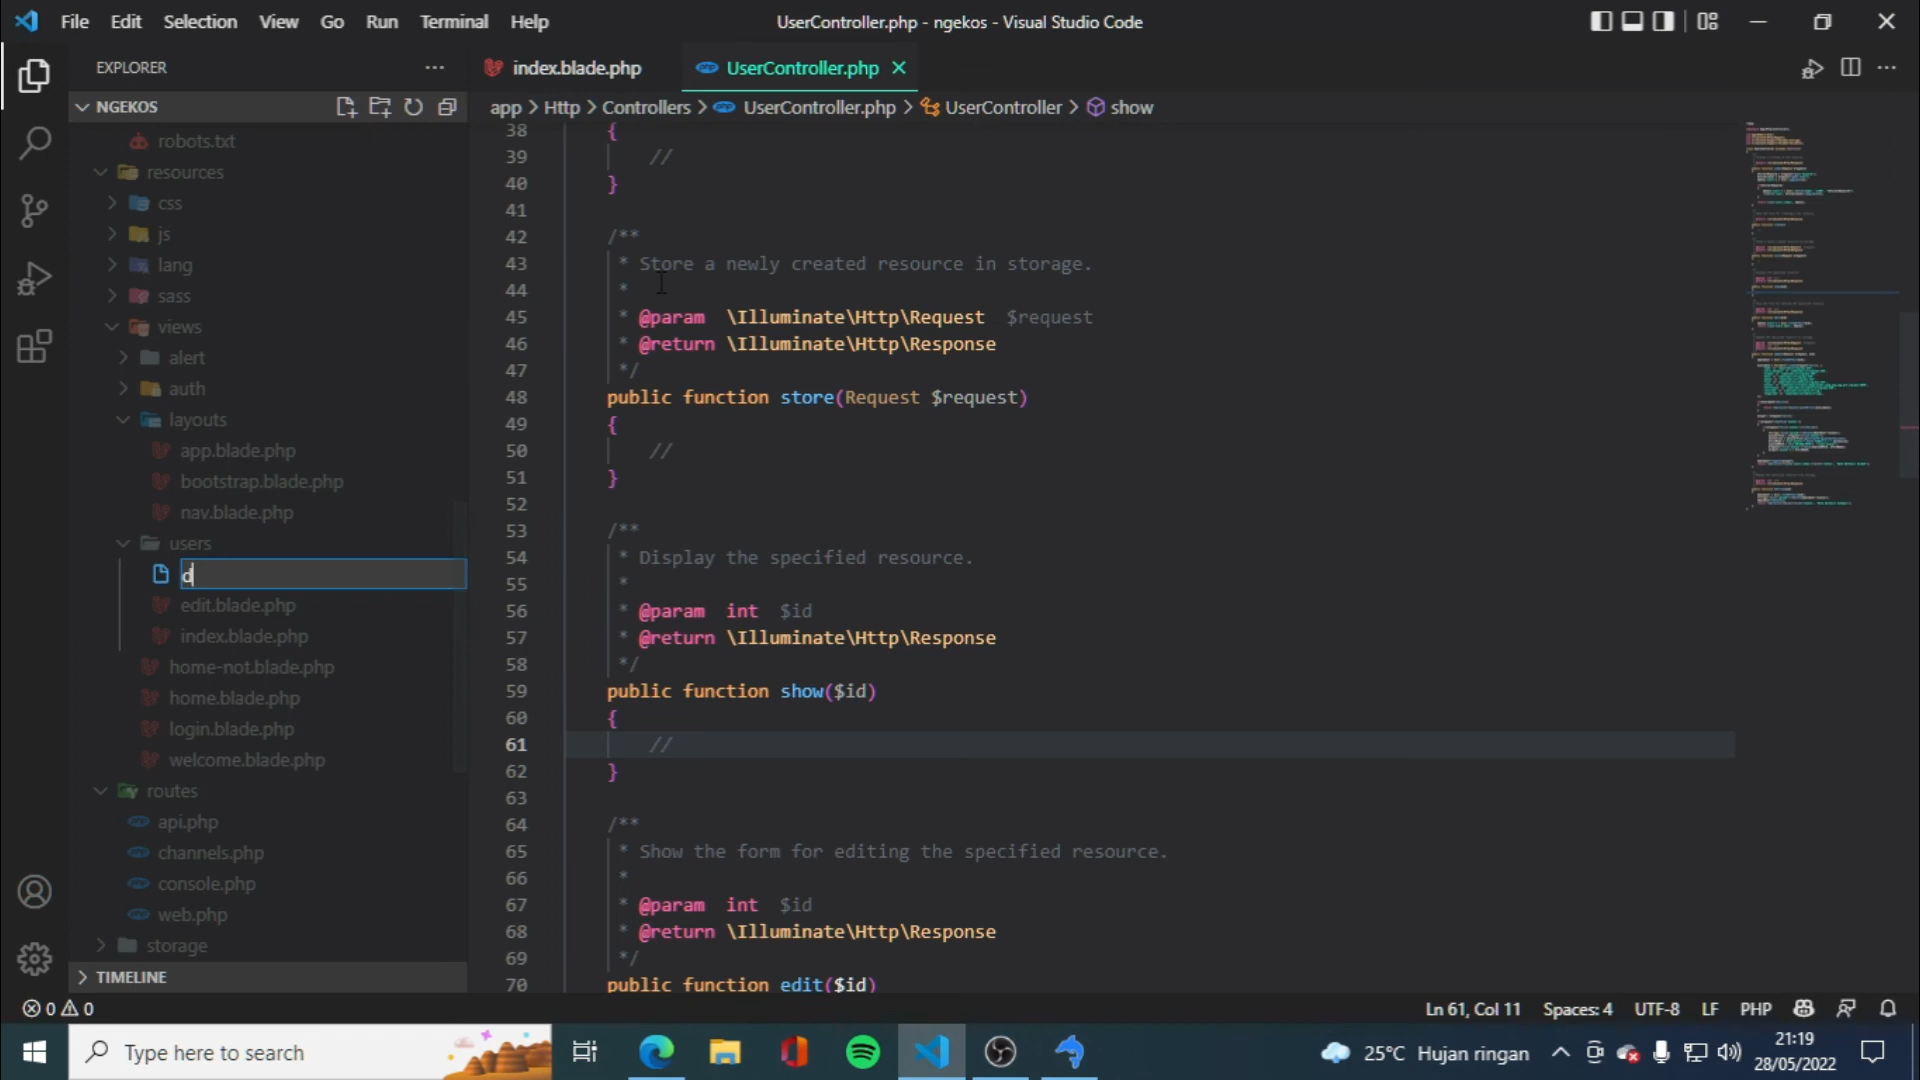 File Edit Selection View Go Run Terminal Help
UserController.php - ngekos - Visual Studio Code
EXPLORER
index.blade.php
UserController.php
NGEKOS
app > Http > Controllers > UserController.php > UserController > show
robots.txt
resources
css
js
lang
sass
views
alert
auth
layouts
app.blade.php
bootstrap.blade.php
nav.blade.php
users
d
edit.blade.php
index.blade.php
home-not.blade.php
home.blade.php
login.blade.php
welcome.blade.php
routes
api.php
channels.php
console.php
web.php
storage
TIMELINE
38 {
39 //
40 }
41
42 /**
43 * Store a newly created resource in storage.
44 *
45 * @param \Illuminate\Http\Request $request
46 * @return \Illuminate\Http\Response
47 */
48 public function store(Request $request)
49 {
50 //
51 }
52
53 /**
54 * Display the specified resource.
55 *
56 * @param int $id
57 * @return \Illuminate\Http\Response
58 */
59 public function show($id)
60 {
61 //
62 }
63
64 /**
65 * Show the form for editing the specified resource.
66 *
67 * @param int $id
68 * @return \Illuminate\Http\Response
69 */
70 public function edit($id)
0 0
Ln 61, Col 11 Spaces: 4 UTF-8 LF PHP
Type here to search
25°C Hujan ringan
21:19
28/05/2022